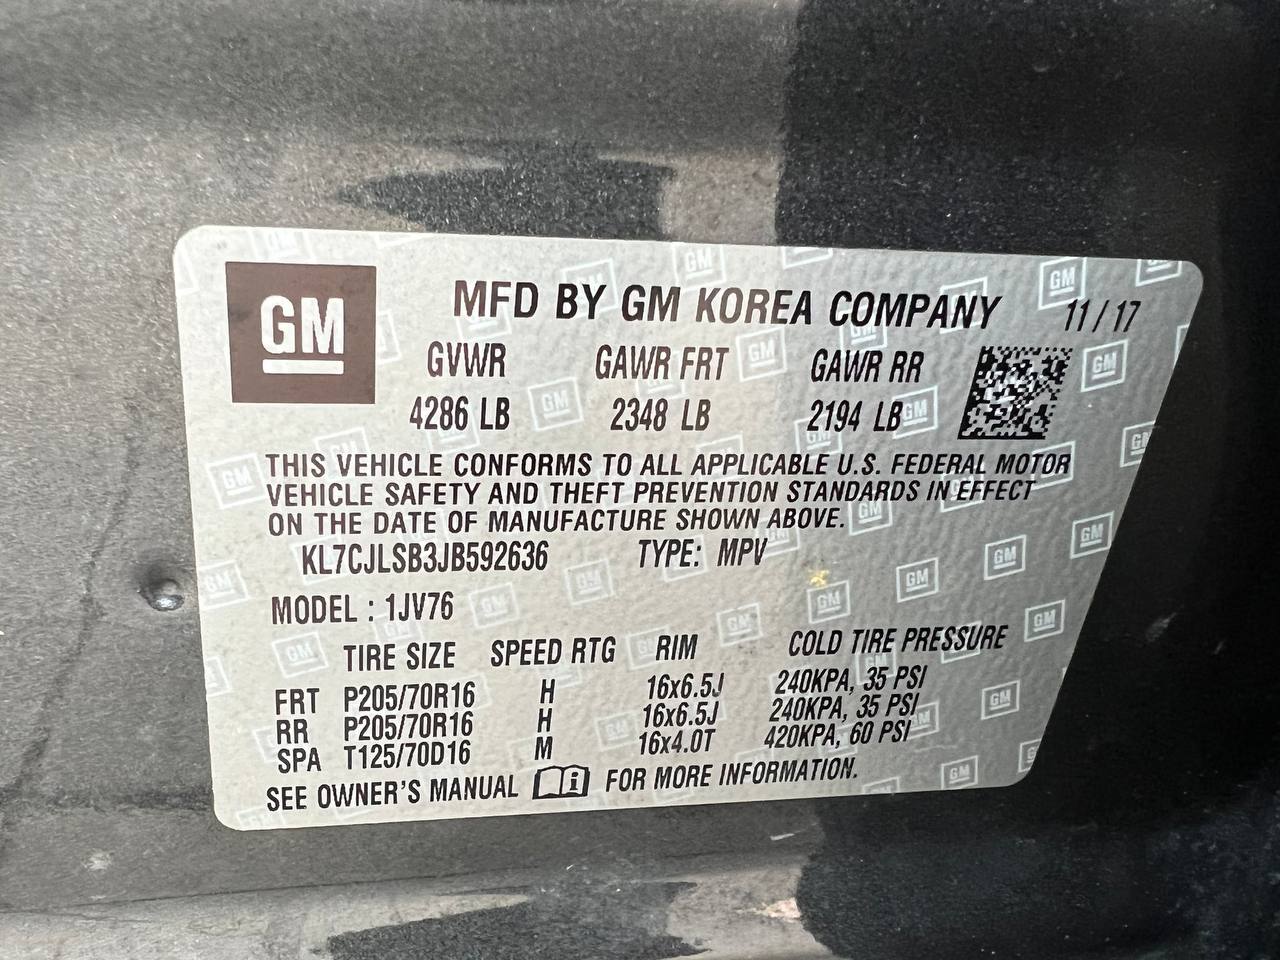 GM
MFD BY GM KOREA COMPANY 11/17
GVWR GAWR FRT GAWR RR
4286 LB 2348 LB 2194 LB
THIS VEHICLE CONFORMS TO ALL APPLICABLE U.S. FEDERAL MOTOR
VEHICLE SAFETY AND THEFT PREVENTION STANDARDS IN EFFECT
ON THE DATE OF MANUFACTURE SHOWN ABOVE.
KL7CJLSB3JB592636 TYPE: MPV
MODEL : 1JV76
TIRE SIZE SPEED RTG RIM COLD TIRE PRESSURE
FRT P205/70R16 H 16x6.5J 240KPA, 35 PSI
RR P205/70R16 H 16x6.5J 240KPA, 35 PSI
SPA T125/70D16 M 16x4.0T 420KPA, 60 PSI
SEE OWNER'S MANUAL FOR MORE INFORMATION.